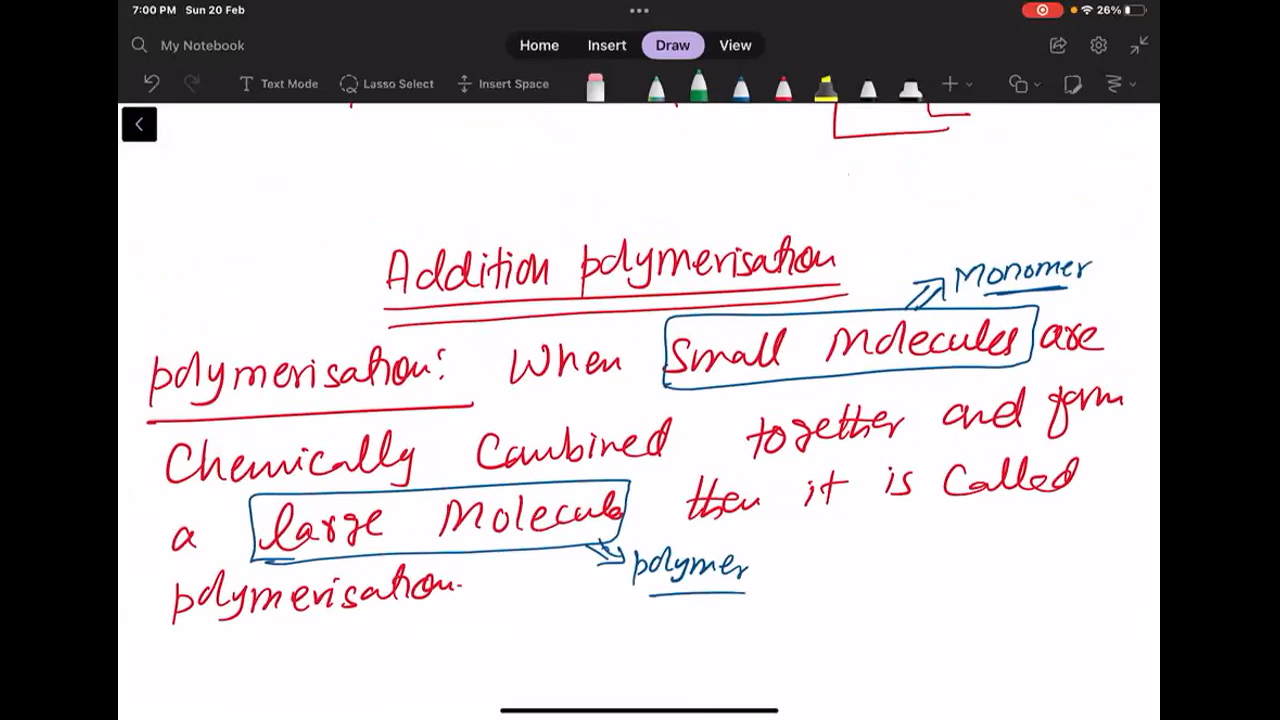 7:00 PM Sun 20 Feb
26%
My Notebook
Home Insert Draw View
Text Mode Lasso Select Insert Space
Addition polymerisation
Monomer
polymerisation: When Small Molecules are
Chemically Combined together and form
a large Molecule then it is Called
polymer
polymerisation.